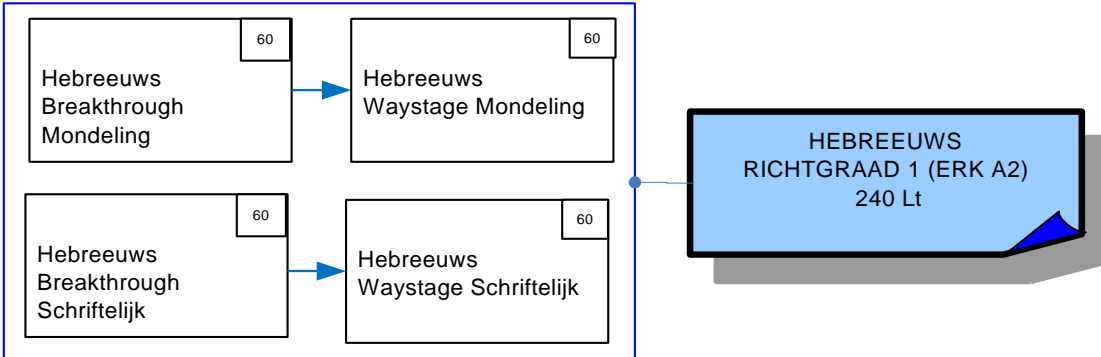 60
Hebreeuws
Breakthrough
Mondeling
60
Hebreeuws
Waystage Mondeling
60
Hebreeuws
Breakthrough
Schriftelijk
60
Hebreeuws
Waystage Schriftelijk
HEBREEUWS
RICHTGRAAD 1 (ERK A2)
240 Lt